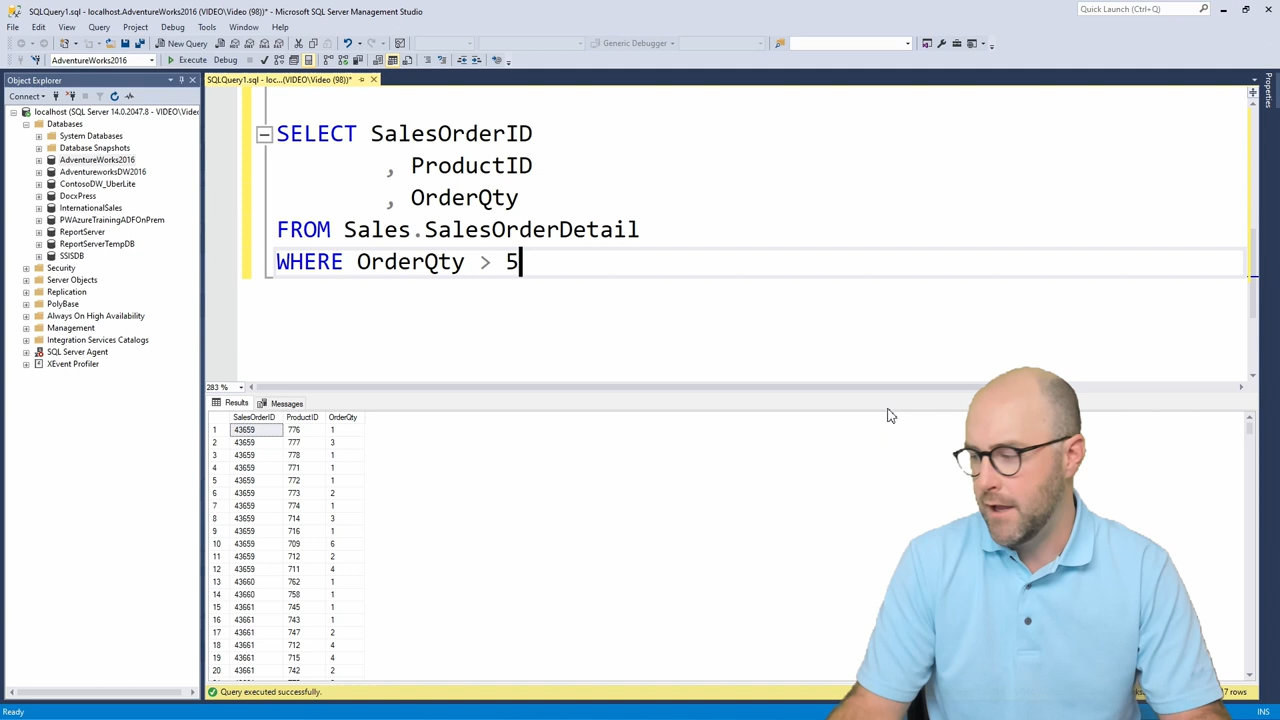 SQLQuery1.sql - localhost.AdventureWorks2016 (VIDEO\Video (98))* - Microsoft SQL Server Management Studio
Quick Launch (Ctrl+Q)
File Edit View Query Project Debug Tools Window Help
New Query
Generic Debugger
AdventureWorks2016
Execute Debug
Object Explorer
SQLQuery1.sql - loc...(VIDEO\Video (98))*
Properties
Connect
localhost (SQL Server 14.0.2047.8 - VIDEO\Video
Databases
System Databases
Database Snapshots
AdventureWorks2016
AdventureworksDW2016
ContosoDW_UberLite
DocxPress
InternationalSales
PWAzureTrainingADFOnPrem
ReportServer
ReportServerTempDB
SSISDB
Security
Server Objects
Replication
PolyBase
Always On High Availability
Management
Integration Services Catalogs
SQL Server Agent
XEvent Profiler
SELECT SalesOrderID
, ProductID
, OrderQty
FROM Sales.SalesOrderDetail
WHERE OrderQty > 5
283 %
Results Messages
SalesOrderID ProductID OrderQty
1 43659 776 1
2 43659 777 3
3 43659 778 1
4 43659 771 1
5 43659 772 1
6 43659 773 2
7 43659 774 1
8 43659 714 3
9 43659 716 1
10 43659 709 6
11 43659 712 2
12 43659 711 4
13 43660 762 1
14 43660 758 1
15 43661 745 1
16 43661 743 1
17 43661 747 2
18 43661 712 4
19 43661 715 4
20 43661 742 2
Query executed successfully.
7 rows
Ready
INS